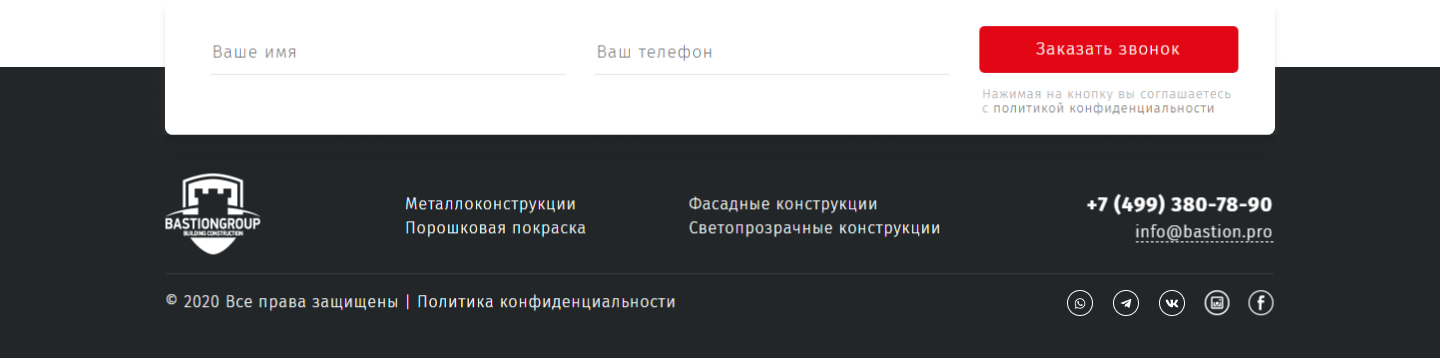 Ваше имя
Ваш телефон
Заказать звонок
Нажимая на кнопку вы соглашаетесь
с политикой конфиденциальности
BASTIONGROUP
BUILDING CONSTRUCTION
Металлоконструкции
Порошковая покраска
Фасадные конструкции
Светопрозрачные конструкции
+7 (499) 380-78-90
info@bastion.pro
© 2020 Все права защищены | Политика конфиденциальности